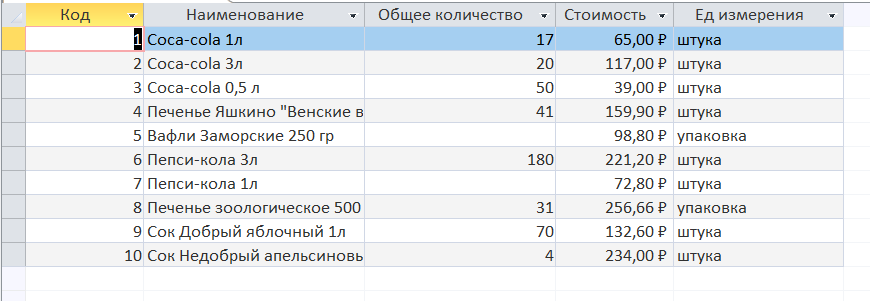 Код Наименование Общее количество Стоимость Ед измерения
1 Coca-cola 1л 17 65,00 ₽ штука
2 Coca-cola 3л 20 117,00 ₽ штука
3 Coca-cola 0,5 л 50 39,00 ₽ штука
4 Печенье Яшкино "Венские в 41 159,90 ₽ штука
5 Вафли Заморские 250 гр 98,80 ₽ упаковка
6 Пепси-кола 3л 180 221,20 ₽ штука
7 Пепси-кола 1л 72,80 ₽ штука
8 Печенье зоологическое 500 31 256,66 ₽ упаковка
9 Сок Добрый яблочный 1л 70 132,60 ₽ штука
10 Сок Недобрый апельсиновь 4 234,00 ₽ штука